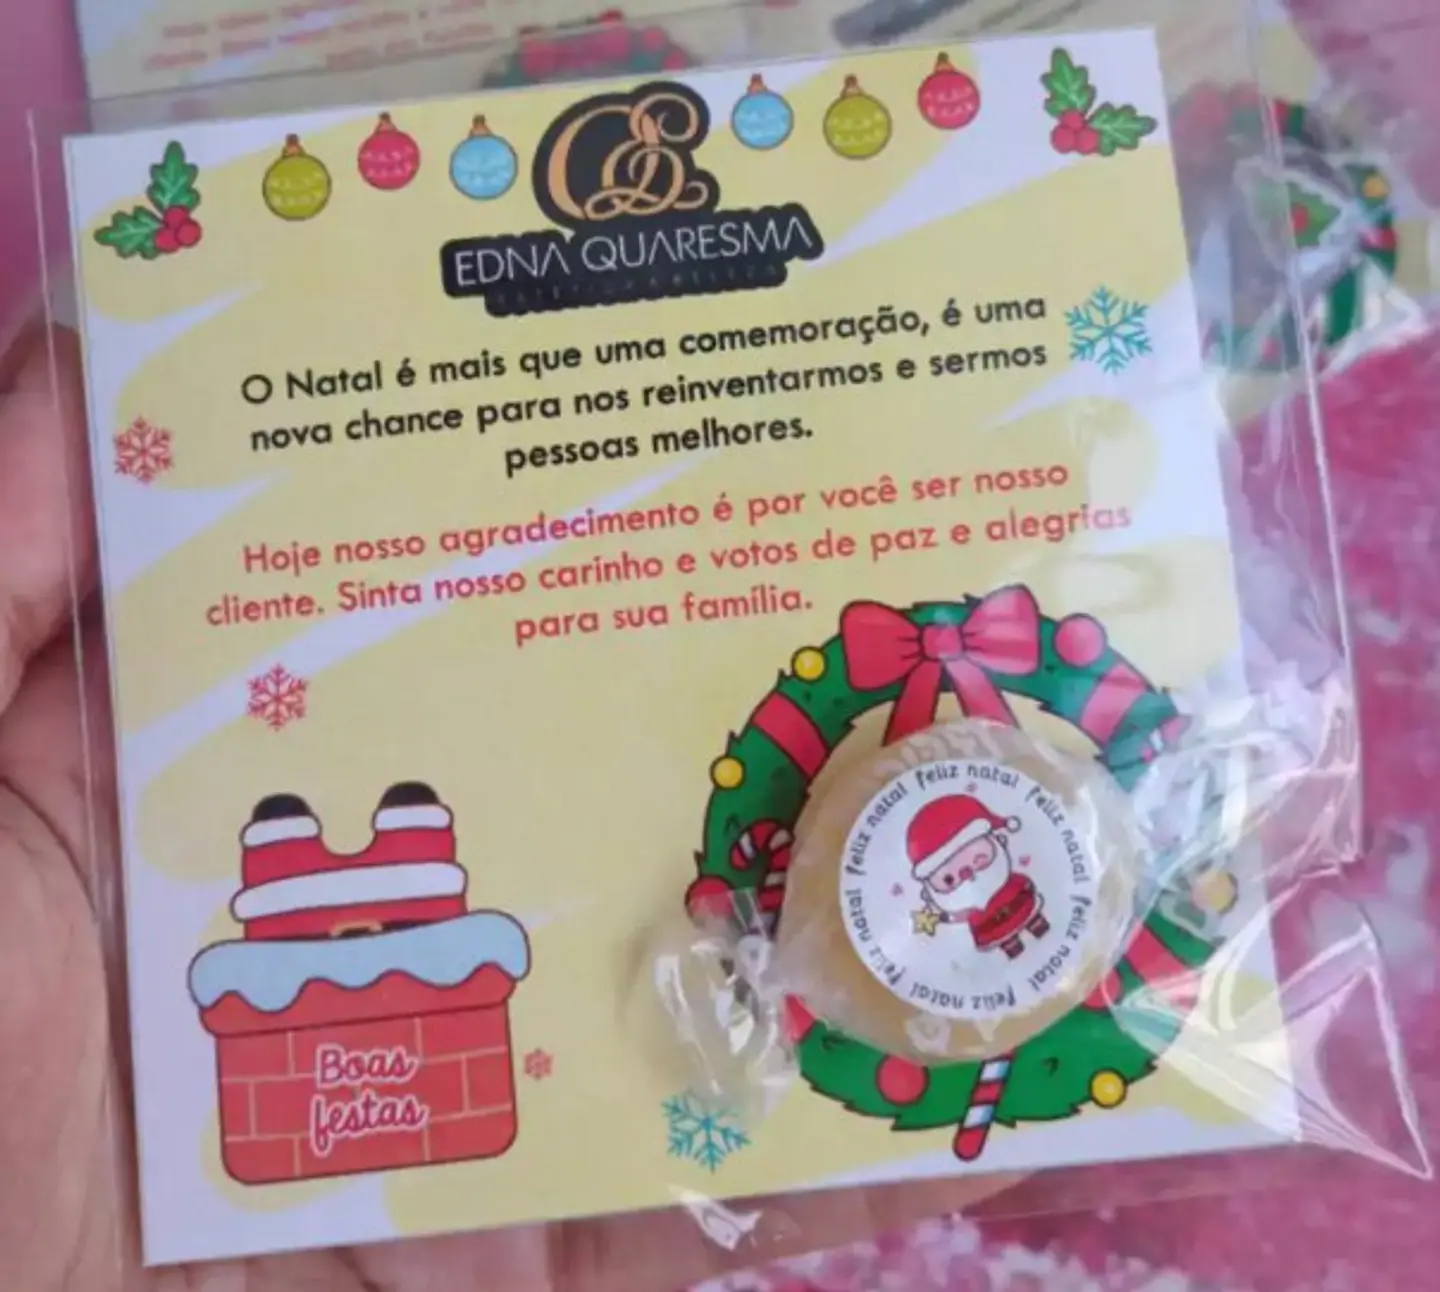 EDNA QUARESMA
O Natal é mais que uma comemoração, é uma
nova chance para nos reinventarmos e sermos
pessoas melhores.
Hoje nosso agradecimento é por você ser nosso
cliente. Sinta nosso carinho e votos de paz e alegrias
para sua família.
feliz natal feliz natal feliz natal feliz natal
Boas
festas